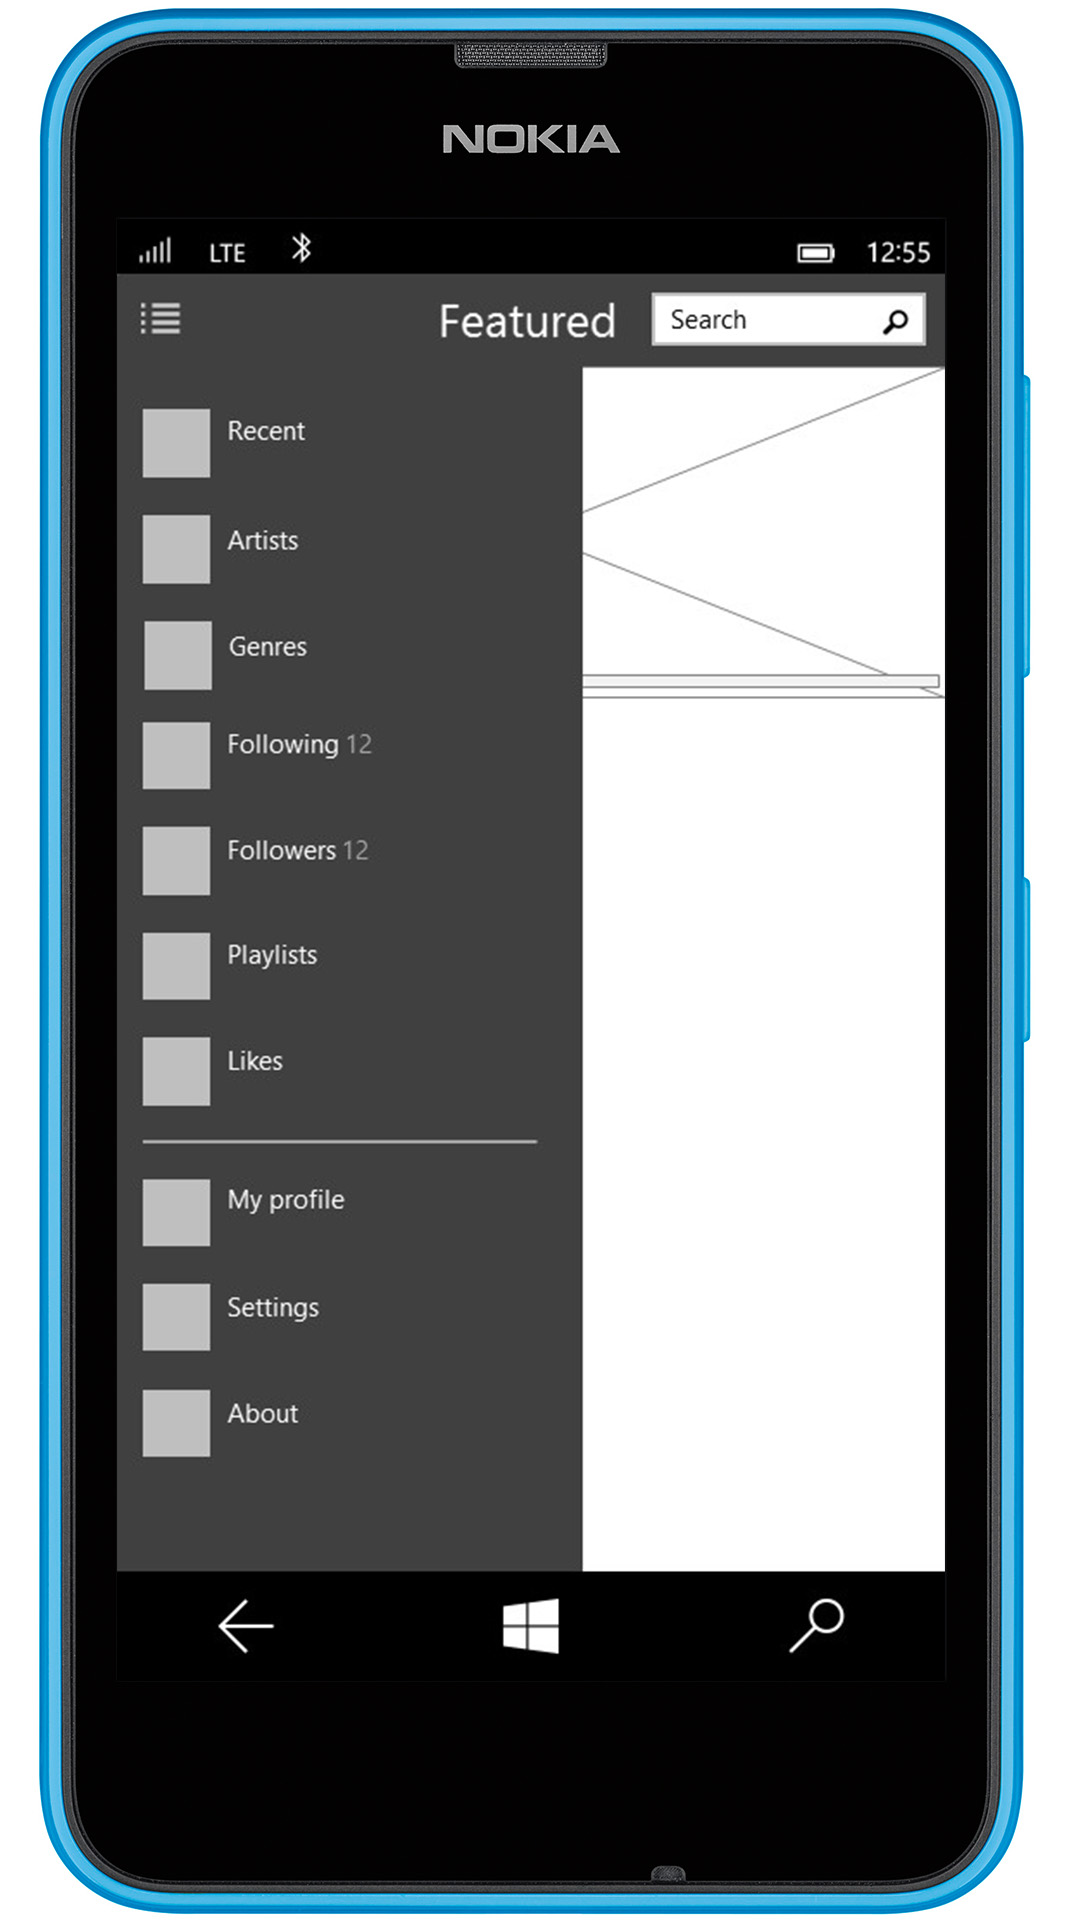 NOKIA
LTE 12:55
Featured Search
Recent
Artists
Genres
Following 12
Followers 12
Playlists
Likes
My profile
Settings
About